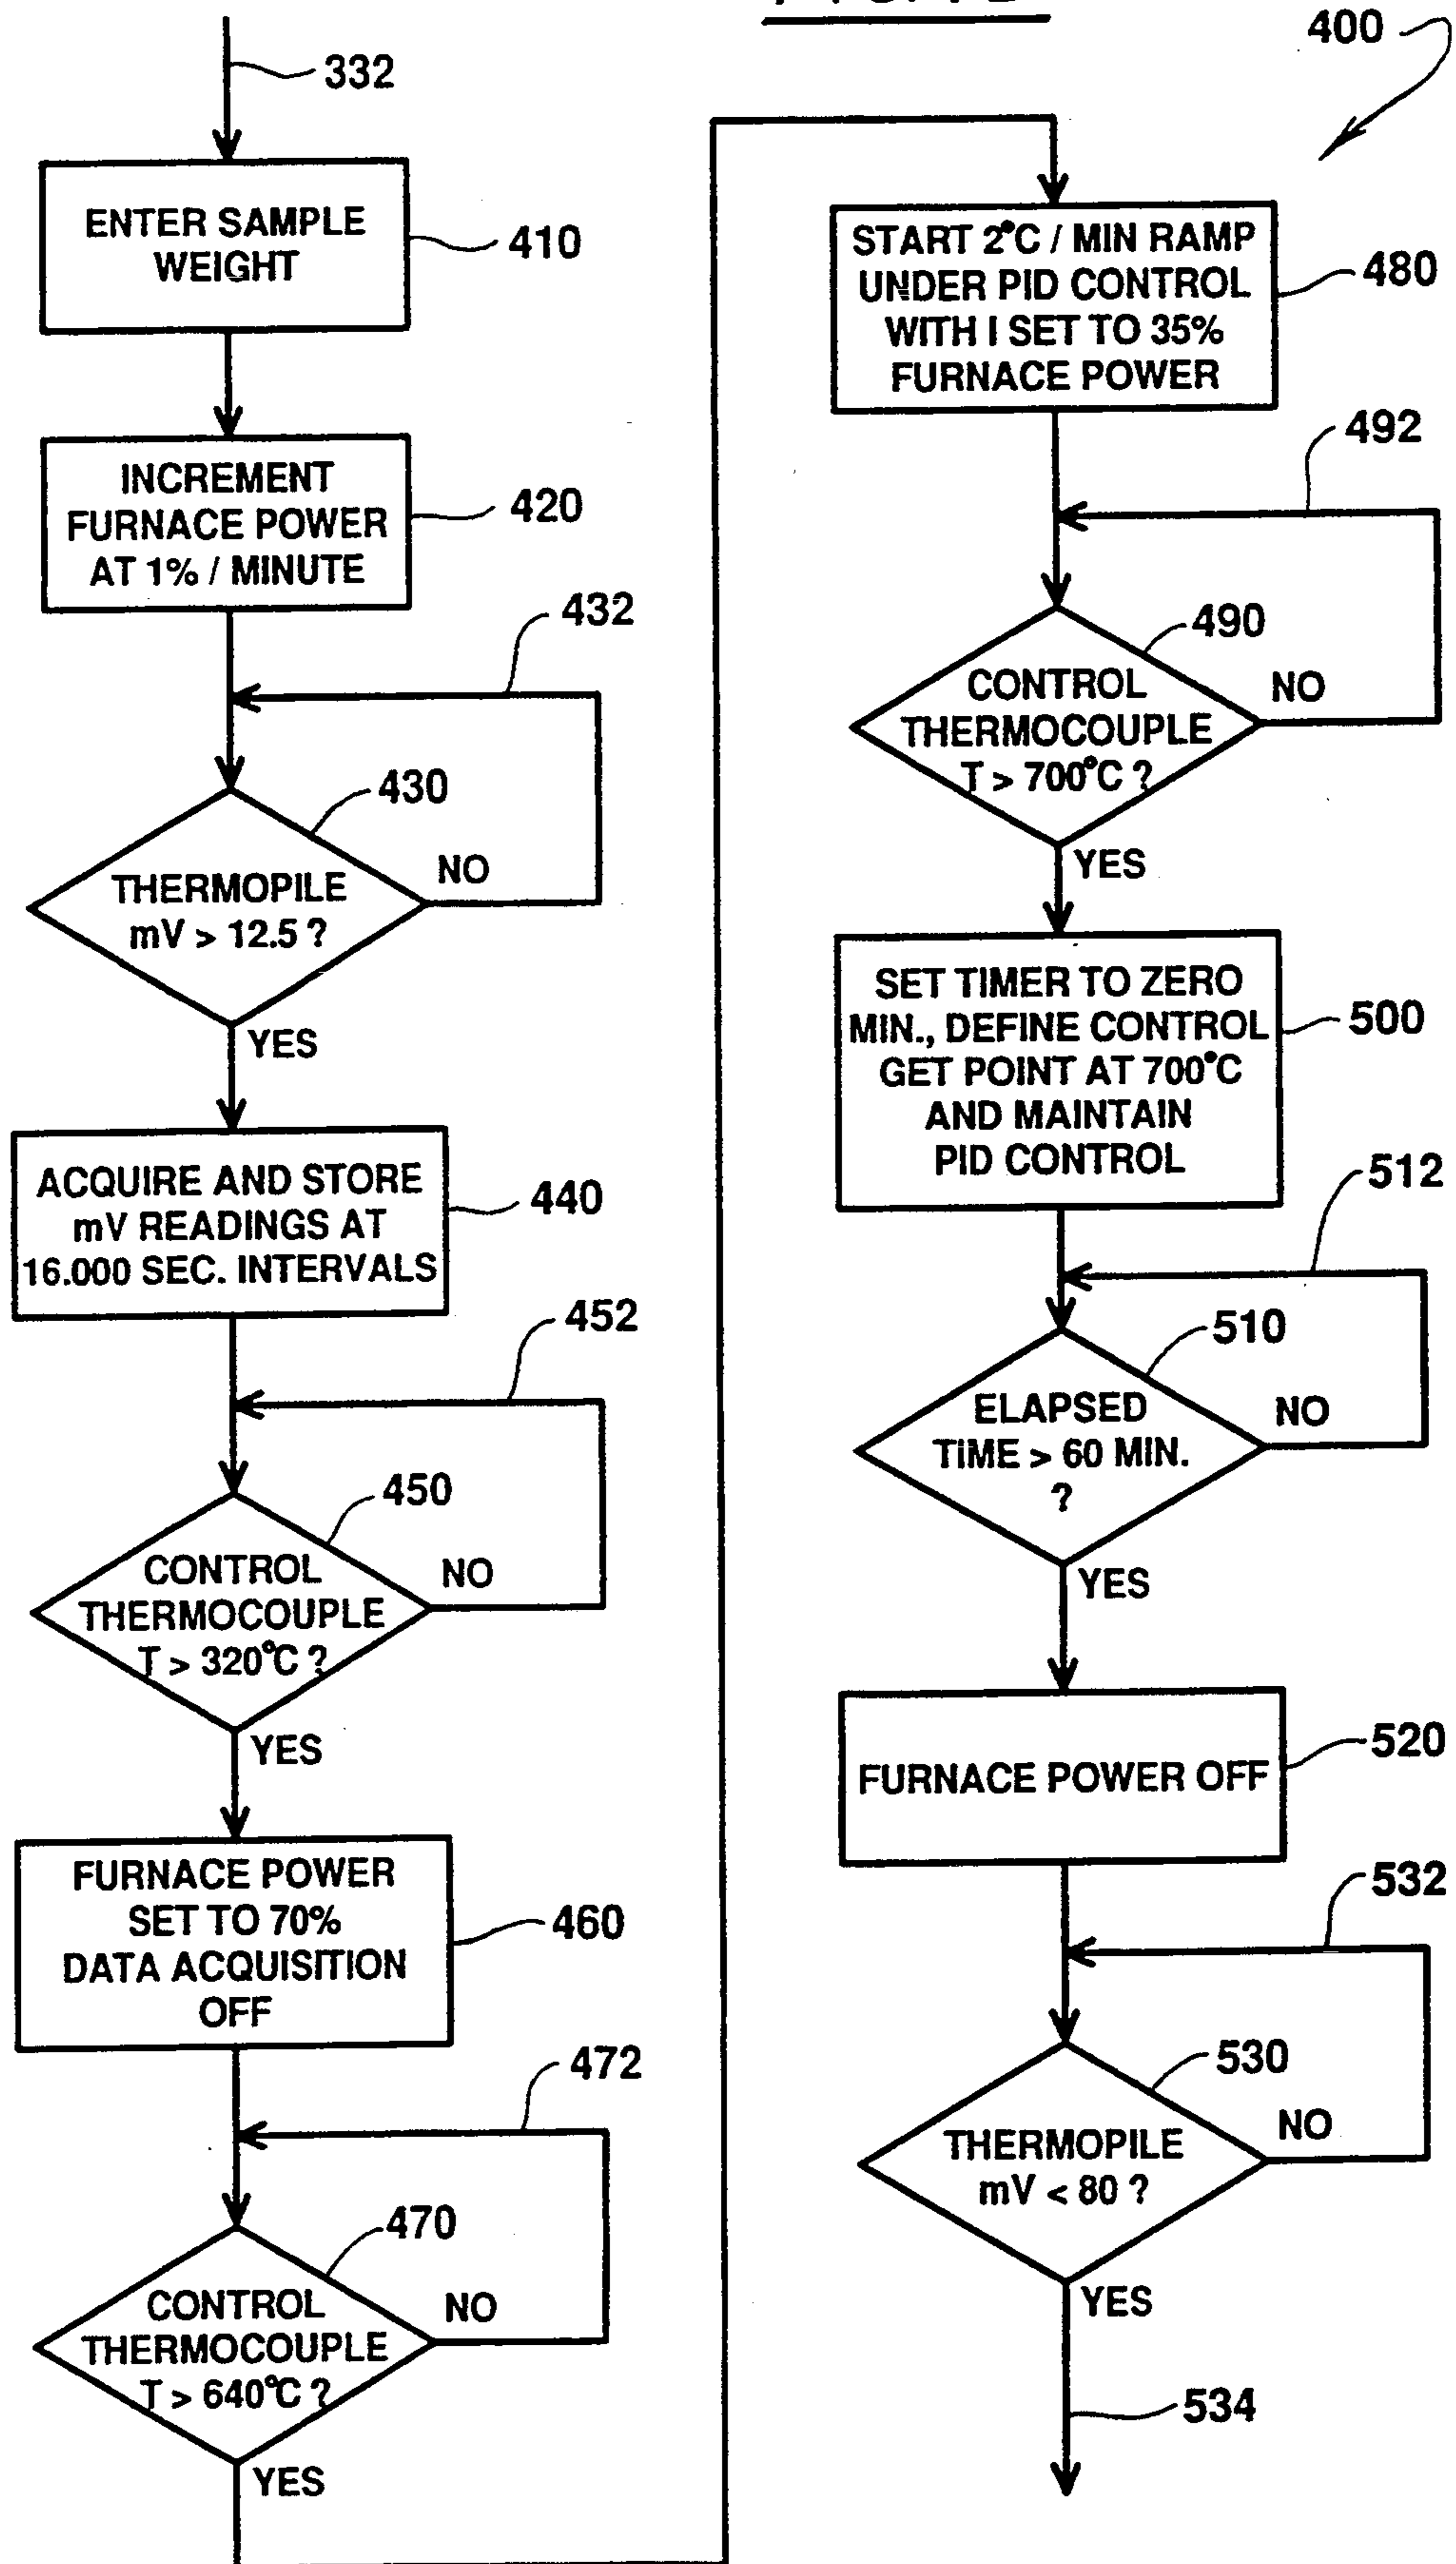 400
332
ENTER SAMPLE
WEIGHT
410
INCREMENT
FURNACE POWER
AT 1% / MINUTE
420
432
430
THERMOPILE
mV > 12.5 ?
NO
YES
ACQUIRE AND STORE
mV READINGS AT
16.000 SEC. INTERVALS
440
452
450
CONTROL
THERMOCOUPLE
T > 320°C ?
NO
YES
FURNACE POWER
SET TO 70%
DATA ACQUISITION
OFF
460
472
470
CONTROL
THERMOCOUPLE
T > 640°C ?
NO
YES
START 2°C / MIN RAMP
UNDER PID CONTROL
WITH I SET TO 35%
FURNACE POWER
480
492
490
CONTROL
THERMOCOUPLE
T > 700°C ?
NO
YES
SET TIMER TO ZERO
MIN., DEFINE CONTROL
GET POINT AT 700°C
AND MAINTAIN
PID CONTROL
500
512
510
ELAPSED
TiME > 60 MIN.
?
NO
YES
FURNACE POWER OFF
520
532
530
THERMOPILE
mV < 80 ?
NO
YES
534